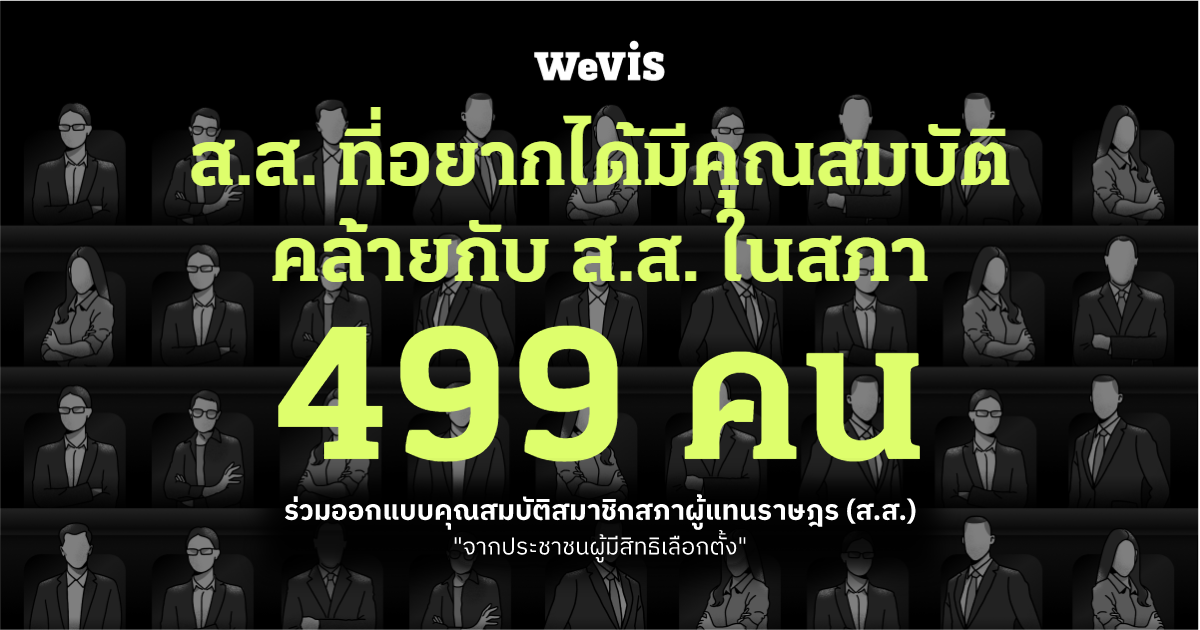 WeVIS
ส.ส. ที่อยากได้มีคุณสมบัติ
คล้ายกับ ส.ส. ในสภา
499 คน
ร่วมออกแบบคุณสมบัติสมาชิกสภาผู้แทนราษฎร (ส.ส.)
"จากประชาชนผู้มีสิทธิเลือกตั้ง"